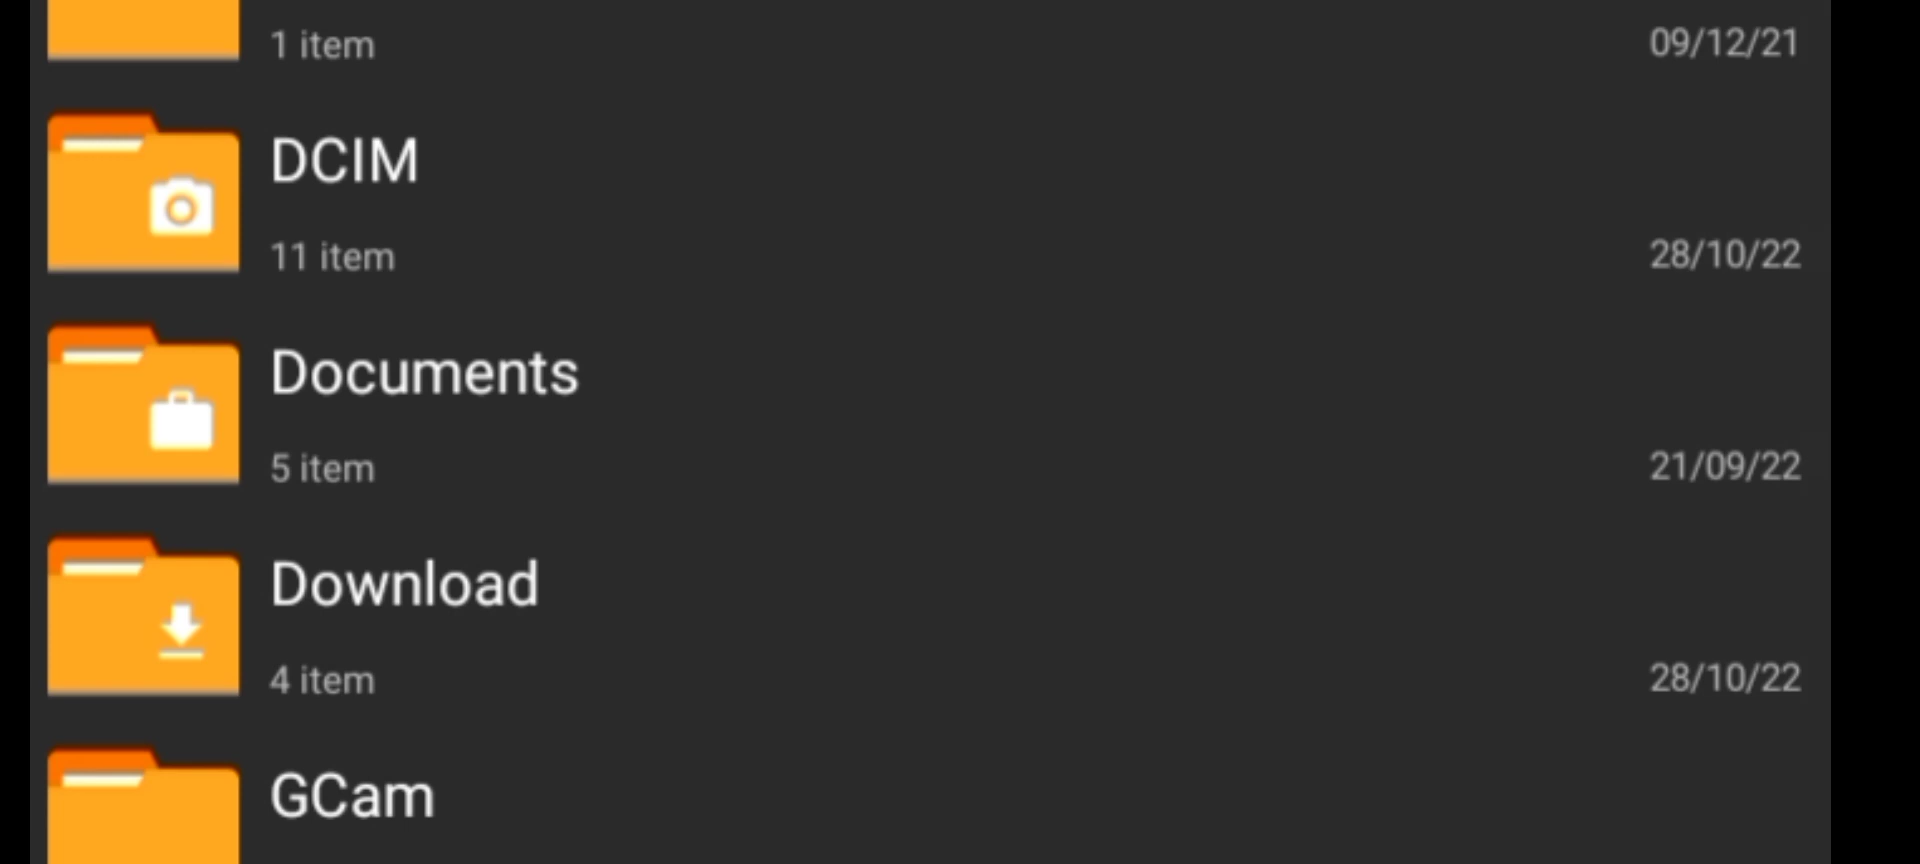 1 item 09/12/21
DCIM
11 item 28/10/22
Documents
5 item 21/09/22
Download
4 item 28/10/22
GCam